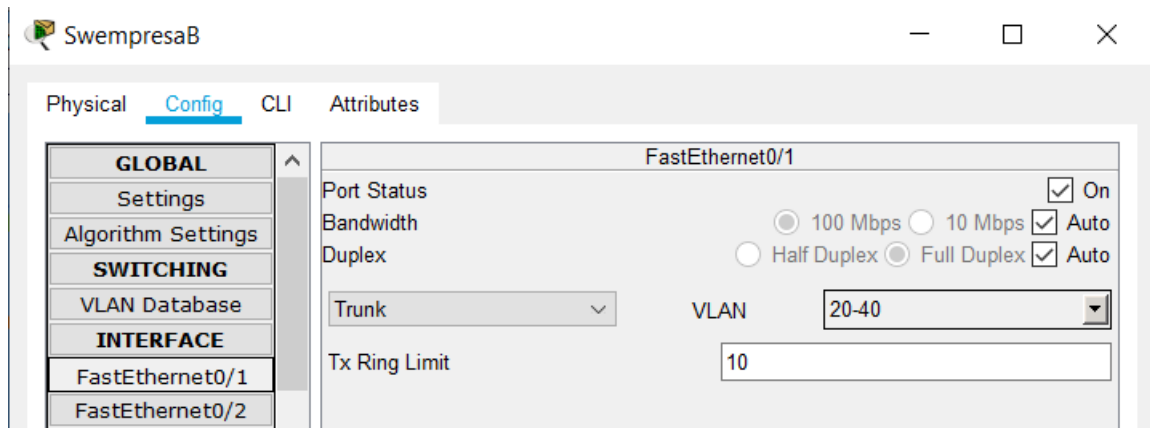 SwempresaB
Physical Config CLI Attributes
GLOBAL
Settings
Algorithm Settings
SWITCHING
VLAN Database
INTERFACE
FastEthernet0/1
FastEthernet0/2
FastEthernet0/1
Port Status On
Bandwidth 100 Mbps 10 Mbps Auto
Duplex Half Duplex Full Duplex Auto
Trunk VLAN 20-40
Tx Ring Limit 10